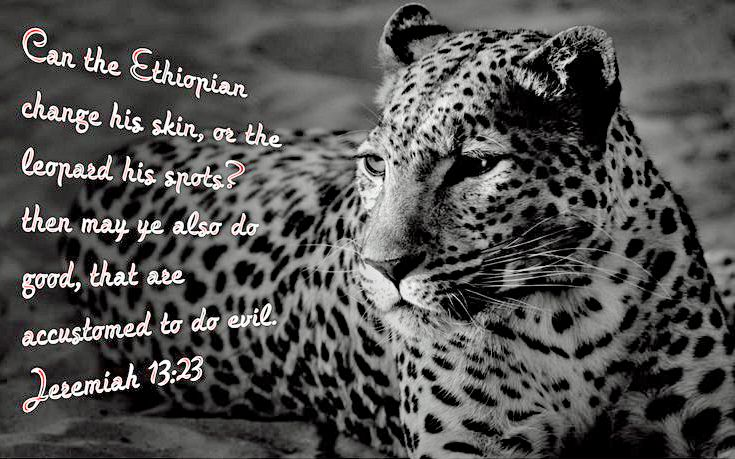 Can the Ethiopian
change his skin, or the
leopard his spots?
then may ye also do
good, that are
accustomed to do evil.
Jeremiah 13:23